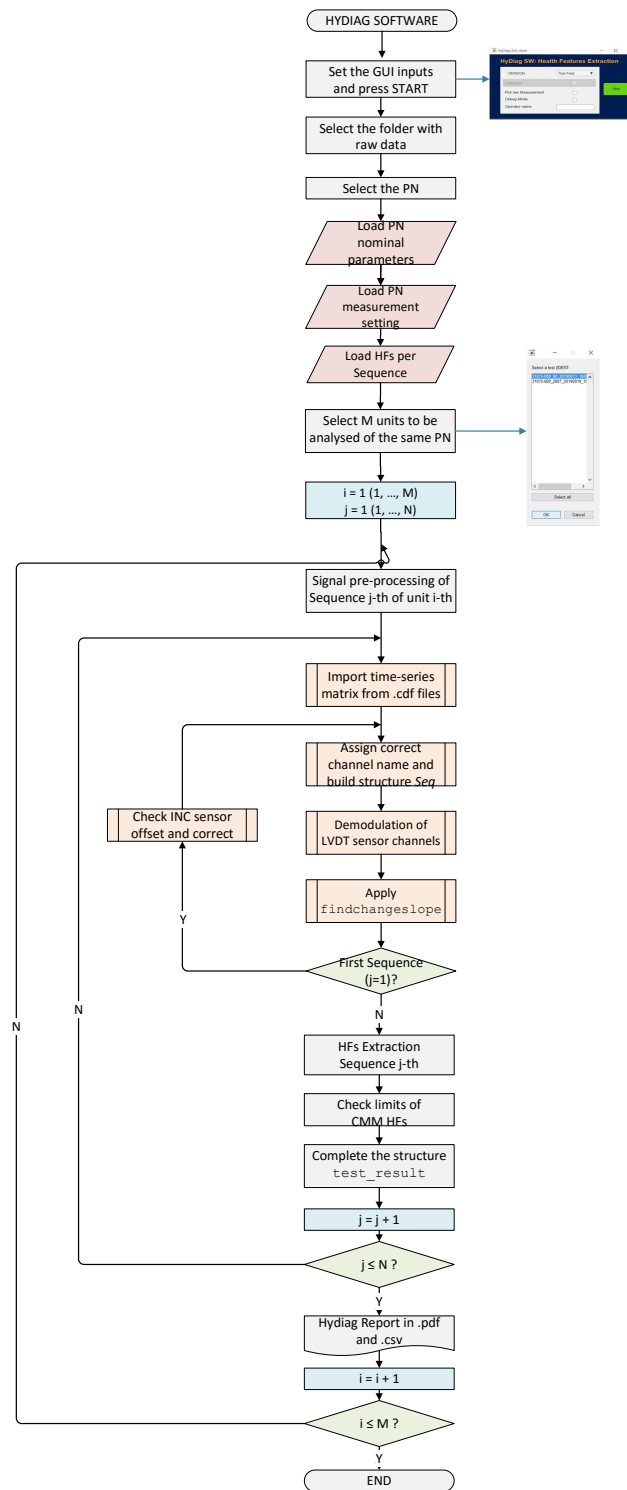 HYDIAG SOFTWARE
Set the GUI inputs
and press START
HyDiag SW: Health Features Extraction
VERSION
Debug Mode
Operator name
Select the folder with
raw data
Select the PN
Load PN
nominal
parameters
Load PN
measurement
setting
Load HFs per
Sequence
Select M units to be
analysed of the same PN
Select all
OK
Cancel
i = 1 (1, …, M)
j = 1 (1, …, N)
Signal pre-processing of
Sequence j-th of unit i-th
Import time-series
matrix from .cdf files
Assign correct
channel name and
build structure Seq
Check INC sensor
offset and correct
Demodulation of
LVDT sensor channels
Apply
findchangeslope
Y
First Sequence
(j=1)?
N
N
N
HFs Extraction
Sequence j-th
Check limits of
CMM HFs
Complete the structure
test_result
j = j + 1
j ≤ N ?
Y
Hydiag Report in .pdf
and .csv
i = i + 1
i ≤ M ?
Y
END